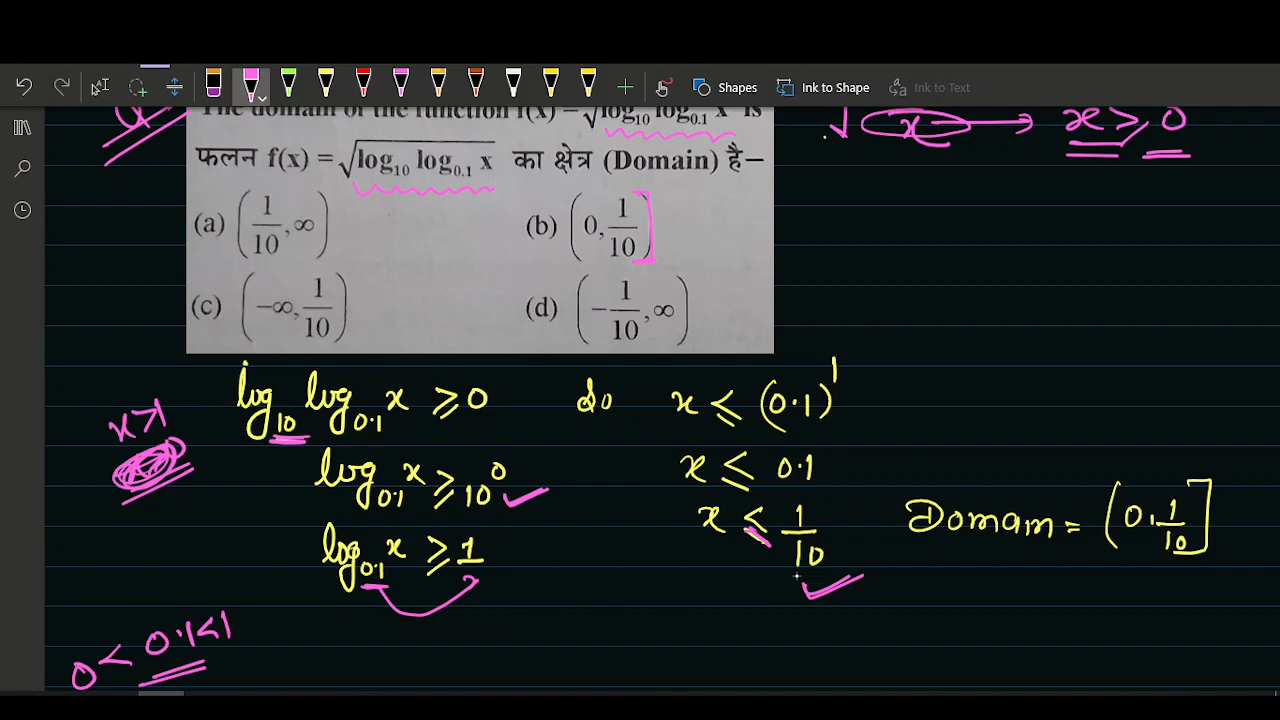 Shapes Ink to Shape Ink to Text
The domain of the function f(x) = √log₁₀ log₀.₁ x is
फलन f(x) = √log₁₀ log₀.₁ x का क्षेत्र (Domain) है–
√x → x ≥ 0
(a) (1/10, ∞) (b) (0, 1/10]
(c) (−∞, 1/10) (d) (−1/10, ∞)
log₁₀ log₀.₁ x ≥ 0
log₀.₁ x ≥ 10⁰
log₀.₁ x ≥ 1
x > 1
0 < 0.1 < 1
So x ≤ (0.1)¹
x ≤ 0.1
x ≤ 1/10
Domain = (0, 1/10]